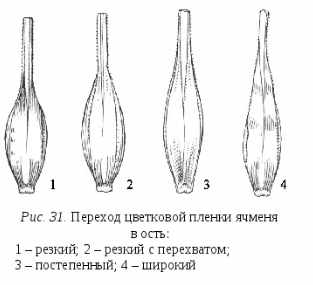 1 2 3 4
Рис. 31. Переход цветковой пленки ячменя
в ость:
1 – резкий; 2 – резкий с перехватом;
3 – постепенный; 4 – широкий